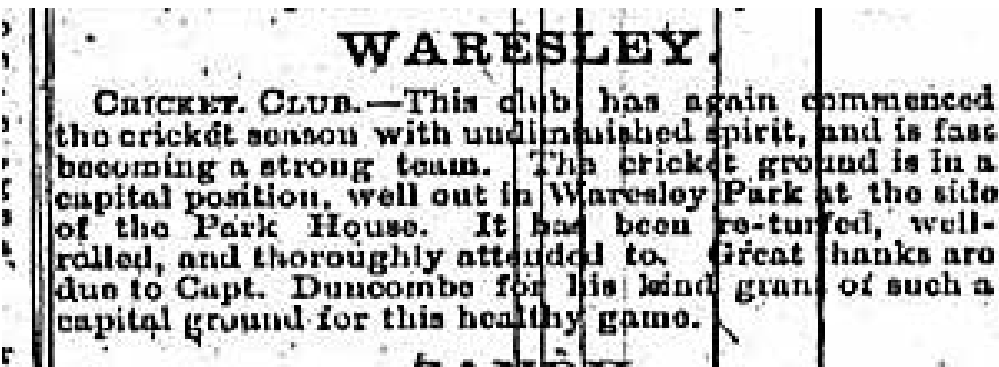 WARESLEY.
CRICKET. CLUB.—This club has again commenced
the cricket season with undiminished spirit, and is fast
becoming a strong team. The cricket ground is in a
capital position, well out in Waresley Park at the side
of the Park House. It has been re-turfed, well-
rolled, and thoroughly attended to. Great thanks are
due to Capt. Duncombe for his kind grant of such a
capital ground for this healthy game.